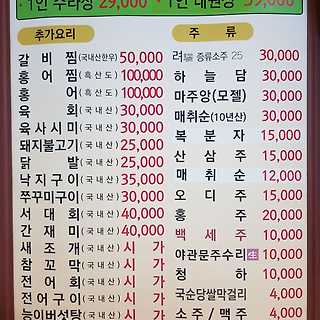 1인 수라상 29,000
1인 대원상 39,000
추가요리
갈비찜(국내산한우) 50,000
홍어찜(흑산도) 100,000
홍어(흑산도) 100,000
육회(국내산) 30,000
육사시미(국내산) 30,000
돼지불고기(국내산) 25,000
닭발(국내산) 25,000
낙지구이(국내산) 35,000
쭈꾸미구이(국내산) 30,000
서대회(국내산) 40,000
간재미(국내산) 40,000
새조개(국내산) 시가
참꼬막(국내산) 시가
전어회(국내산) 시가
전어구이(국내산) 시가
능이버섯탕(국내산) 시가
주류
려驪 증류소주 25 30,000
하늘담 30,000
마주앙(모젤) 30,000
매취순(10년산) 30,000
복분자 15,000
산삼주 15,000
매취순 12,000
오디주 15,000
홍주 20,000
백세주 10,000
야관문주수리 生 10,000
청하 10,000
국순당쌀막걸리 4,000
소주 / 맥주 4,000